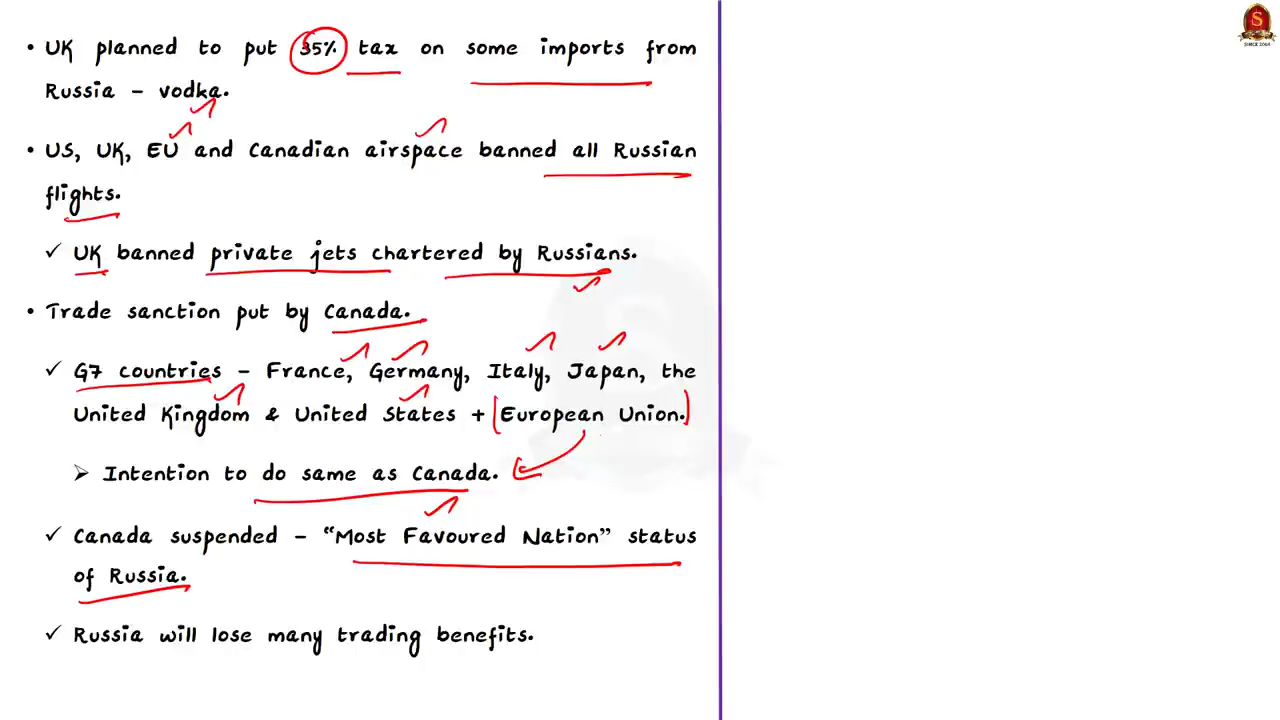 • UK planned to put 35% tax on some imports from
Russia – vodka.
• US, UK, EU and Canadian airspace banned all Russian
flights.
✓ UK banned private jets chartered by Russians.
• Trade sanction put by Canada.
✓ G7 countries – France, Germany, Italy, Japan, the
United Kingdom & United States + European Union.
➢ Intention to do same as Canada.
✓ Canada suspended – “Most Favoured Nation” status
of Russia.
✓ Russia will lose many trading benefits.
S
SINCE 2004